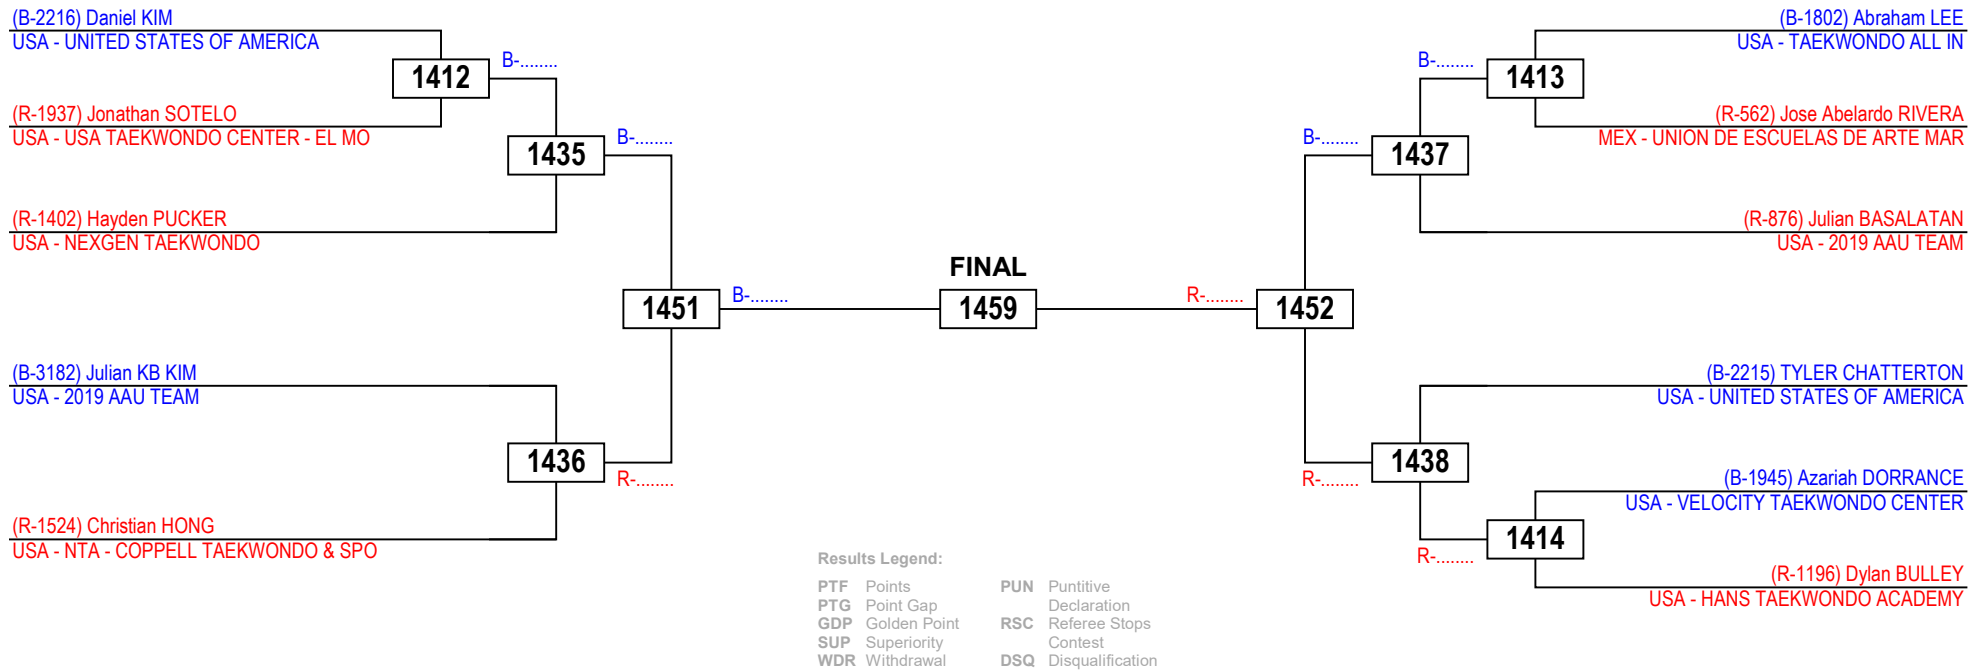 (B-2216) Daniel KIM
USA - UNITED STATES OF AMERICA
1412
B-........
(R-1937) Jonathan SOTELO
USA - USA TAEKWONDO CENTER - EL MO
1435
B-........
(R-1402) Hayden PUCKER
USA - NEXGEN TAEKWONDO
1451
B-........
(B-3182) Julian KB KIM
USA - 2019 AAU TEAM
1436
R-........
(R-1524) Christian HONG
USA - NTA - COPPELL TAEKWONDO & SPO
FINAL
1459
(B-1802) Abraham LEE
USA - TAEKWONDO ALL IN
B-........
1413
(R-562) Jose Abelardo RIVERA
MEX - UNION DE ESCUELAS DE ARTE MAR
B-........
1437
(R-876) Julian BASALATAN
USA - 2019 AAU TEAM
R-........
1452
(B-2215) TYLER CHATTERTON
USA - UNITED STATES OF AMERICA
R-........
1438
(B-1945) Azariah DORRANCE
USA - VELOCITY TAEKWONDO CENTER
R-........
1414
(R-1196) Dylan BULLEY
USA - HANS TAEKWONDO ACADEMY
Results Legend:
PTF Points
PTG Point Gap
GDP Golden Point
SUP Superiority
WDR Withdrawal
PUN Puntitive
Declaration
RSC Referee Stops
Contest
DSQ Disqualification